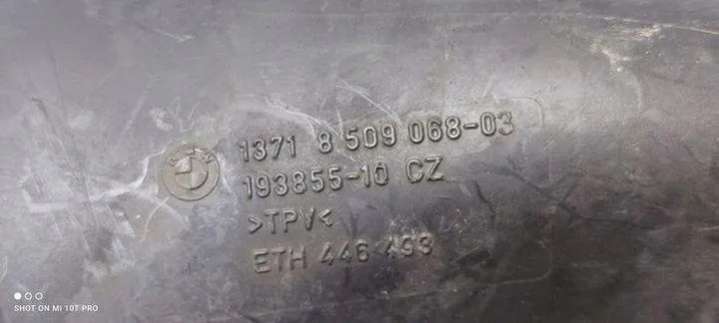 1371 8 509 068-03
193855-10 CZ
>TPV<
ETH 446 493
SHOT ON MI 10T PRO